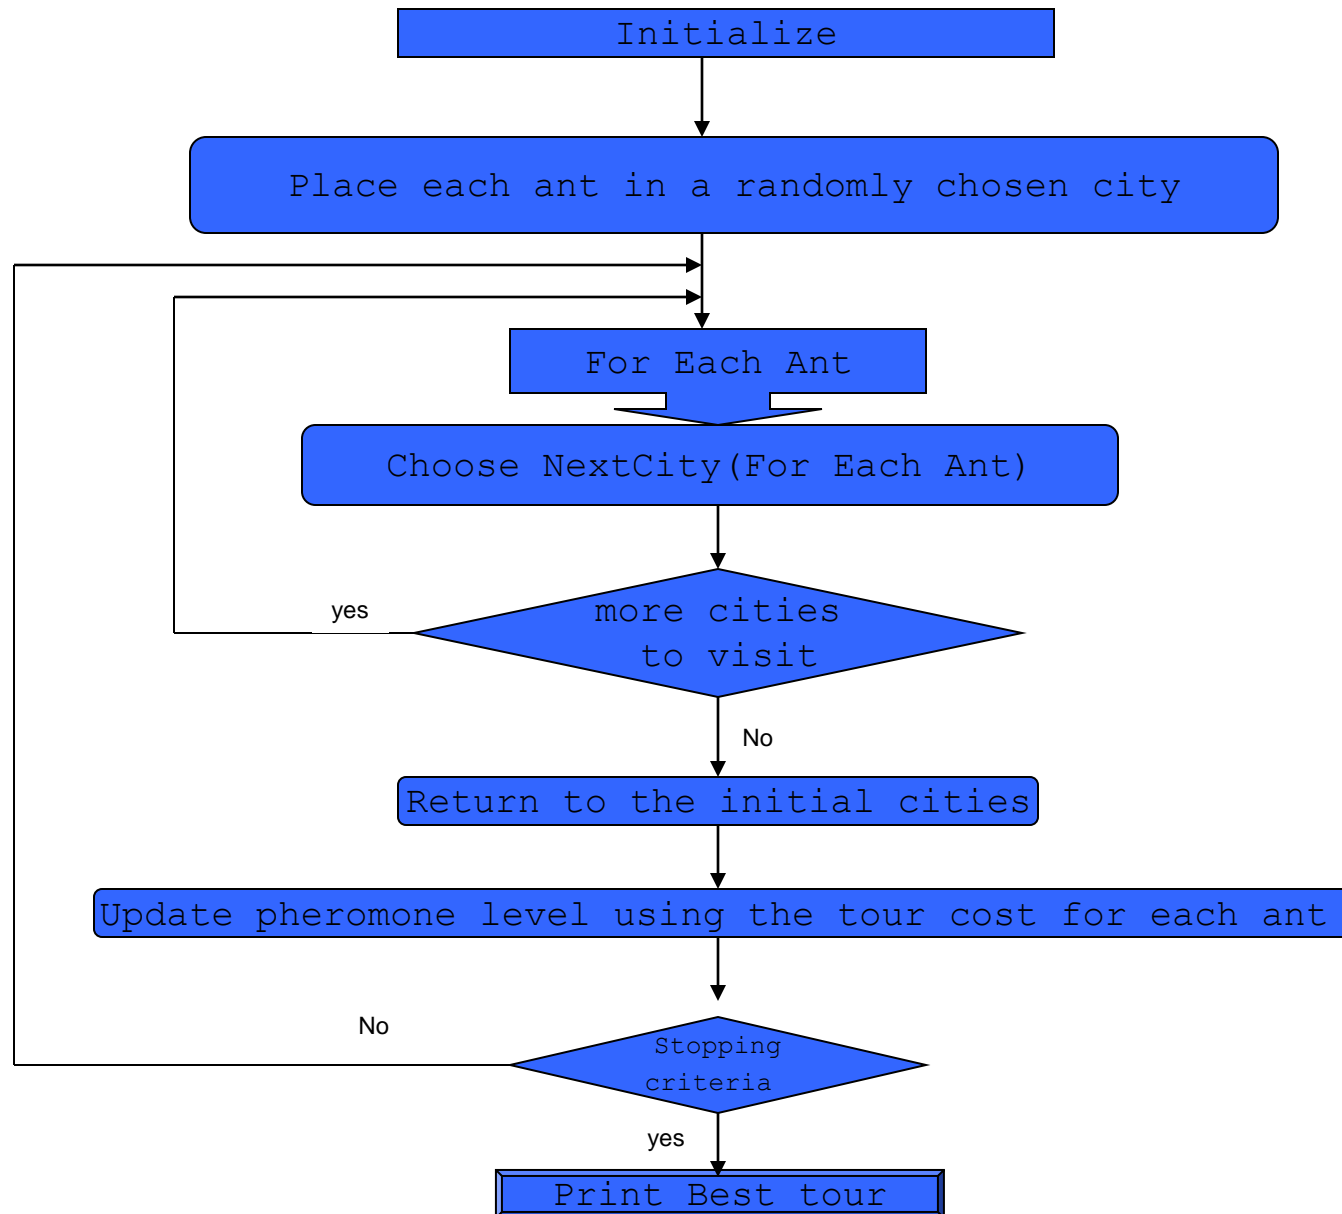 Initialize
Place each ant in a randomly chosen city
For Each Ant
Choose NextCity(For Each Ant)
yes
more cities
to visit
No
Return to the initial cities
Update pheromone level using the tour cost for each ant
No
Stopping
criteria
yes
Print Best tour